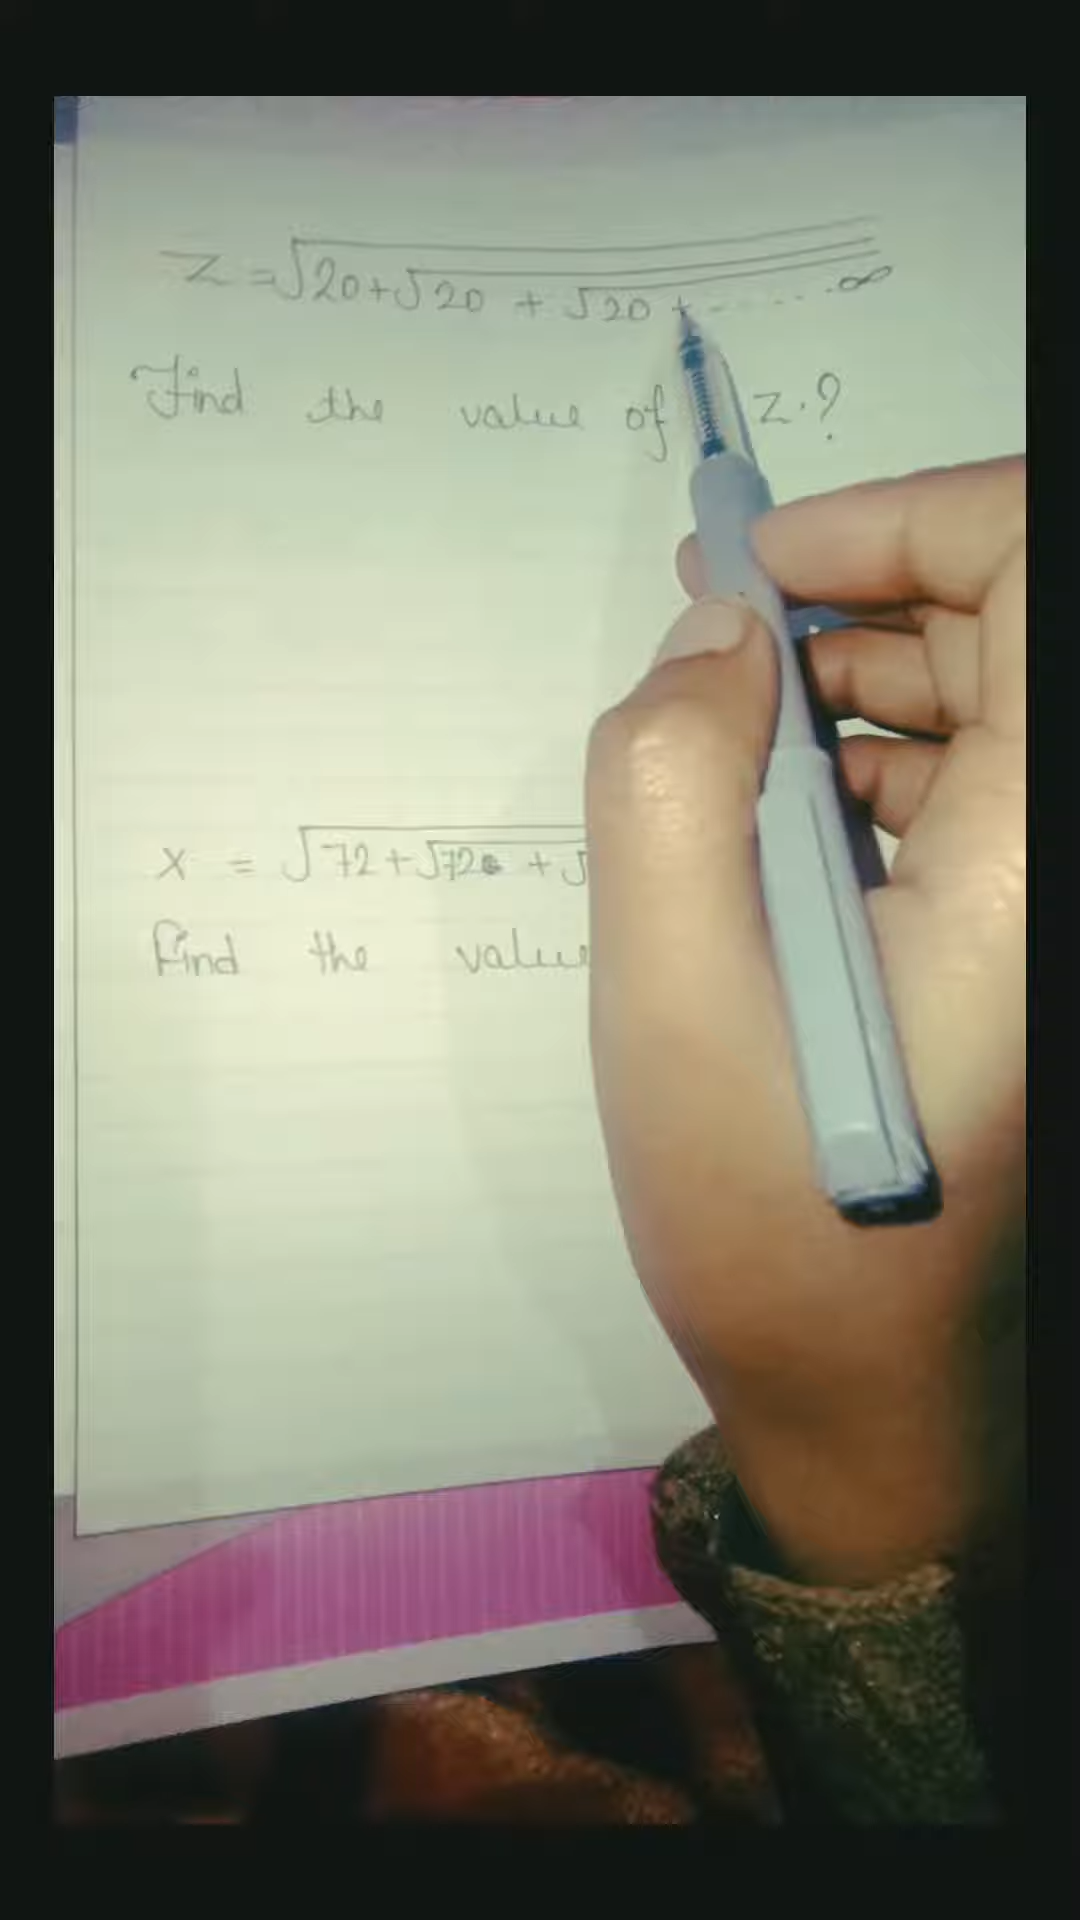 Z = √20+√20 + √20 + ...... ∞
Find the value of Z.?
x = √72+√72 + √
Find the value